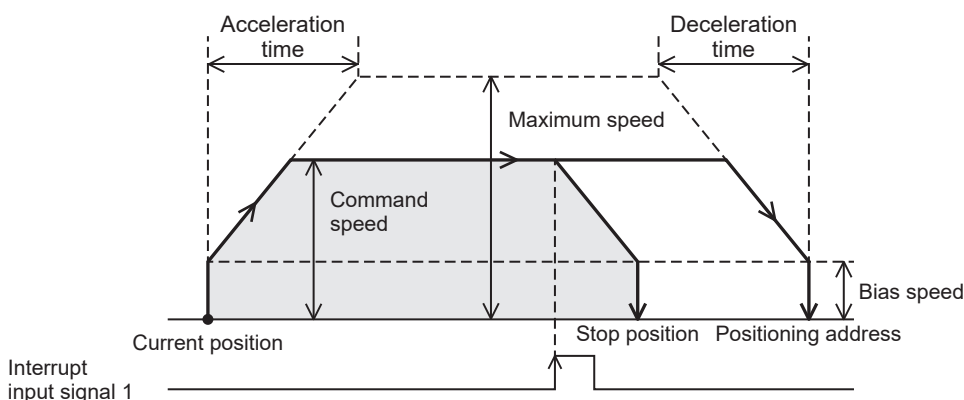 Acceleration
time
Deceleration
time
Maximum speed
Command
speed
Bias speed
Current position
Stop position
Positioning address
Interrupt
input signal 1